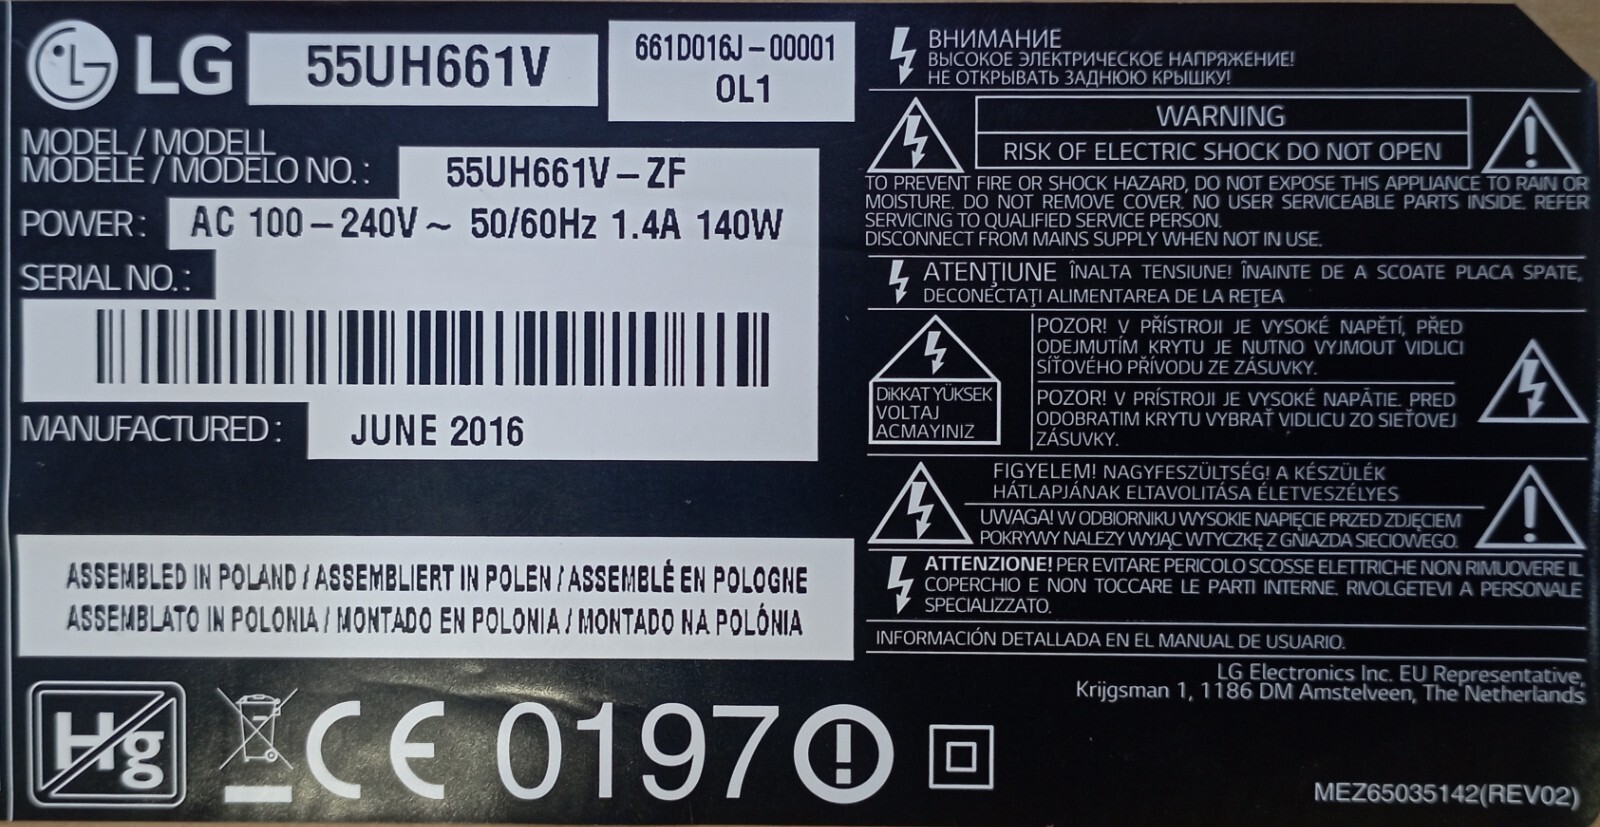 LG
55UH661V
661D016J-00001
OL1
MODEL / MODELL
MODÈLE / MODELO NO. :
55UH661V-ZF
POWER :
AC 100-240V~ 50/60Hz 1.4A 140W
SERIAL NO. :
MANUFACTURED :
JUNE 2016
ASSEMBLED IN POLAND / ASSEMBLIERT IN POLEN / ASSEMBLÉ EN POLOGNE
ASSEMBLATO IN POLONIA / MONTADO EN POLONIA / MONTADO NA POLÓNIA
Hg
CE 0197
ВНИМАНИЕ
ВЫСОКОЕ ЭЛЕКТРИЧЕСКОЕ НАПРЯЖЕНИЕ!
НЕ ОТКРЫВАТЬ ЗАДНЮЮ КРЫШКУ!
WARNING
RISK OF ELECTRIC SHOCK DO NOT OPEN
TO PREVENT FIRE OR SHOCK HAZARD, DO NOT EXPOSE THIS APPLIANCE TO RAIN OR
MOISTURE. DO NOT REMOVE COVER. NO USER SERVICEABLE PARTS INSIDE. REFER
SERVICING TO QUALIFIED SERVICE PERSON.
DISCONNECT FROM MAINS SUPPLY WHEN NOT IN USE.
ATENŢIUNE ÎNALTA TENSIUNE! ÎNAINTE DE A SCOATE PLACA SPATE,
DECONECTAŢI ALIMENTAREA DE LA REŢEA
DİKKAT YÜKSEK
VOLTAJ
AÇMAYINIZ
POZOR! V PŘÍSTROJI JE VYSOKÉ NAPĚTÍ, PŘED
ODEJMUTÍM KRYTU JE NUTNO VYJMOUT VIDLICI
SÍŤOVÉHO PŘÍVODU ZE ZÁSUVKY.
POZOR! V PRÍSTROJI JE VYSOKÉ NAPÄTIE. PRED
ODOBRATIM KRYTU VYBRAŤ VIDLICU ZO SIEŤOVEJ
ZÁSUVKY.
FIGYELEM! NAGYFESZÜLTSÉG! A KÉSZÜLÉK
HÁTLAPJÁNAK ELTAVOLITÁSA ÉLETVESZÉLYES
UWAGA! W ODBIORNIKU WYSOKIE NAPIĘCIE PRZED ZDJĘCIEM
POKRYWY NALEZY WYJĄC WTYCZKĘ Z GNIAZDA SIECIOWEGO.
ATTENZIONE! PER EVITARE PERICOLO SCOSSE ELETTRICHE NON RIMUOVERE IL
COPERCHIO E NON TOCCARE LE PARTI INTERNE. RIVOLGETEVI A PERSONALE
SPECIALIZZATO.
INFORMACIÓN DETALLADA EN EL MANUAL DE USUARIO.
LG Electronics Inc. EU Representative,
Krijgsman 1, 1186 DM Amstelveen, The Netherlands
MEZ65035142(REV02)